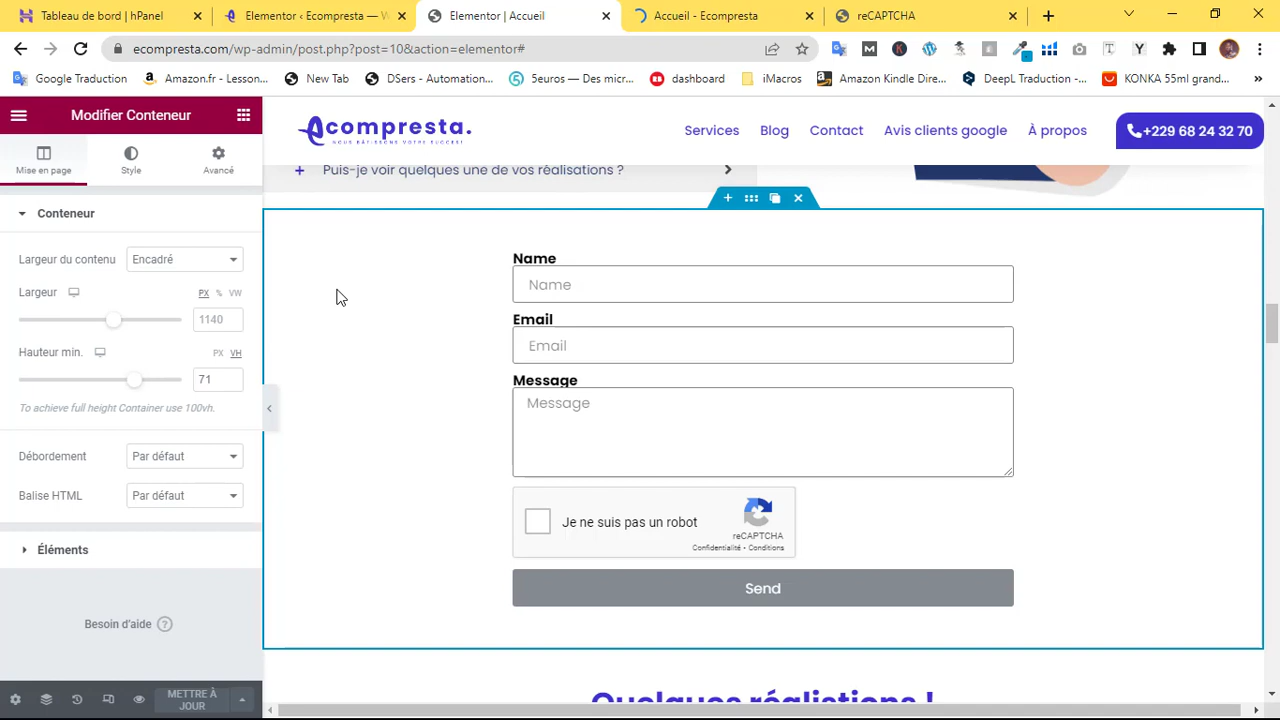 Tableau de bord | hPanel
Elementor ‹ Ecompresta — W
Elementor | Accueil
Accueil - Ecompresta
reCAPTCHA
ecompresta.com/wp-admin/post.php?post=10&action=elementor#
Google Traduction
Amazon.fr - Lesson...
New Tab
DSers - Automation...
5euros — Des micr...
dashboard
iMacros
Amazon Kindle Dire...
DeepL Traduction -...
KONKA 55ml grand...
Modifier Conteneur
Mise en page
Style
Avancé
Conteneur
Largeur du contenu
Encadré
Largeur
PX % VW
1140
Hauteur min.
PX VH
71
To achieve full height Container use 100vh.
Débordement
Par défaut
Balise HTML
Par défaut
Éléments
Besoin d'aide ?
METTRE À JOUR
compresta.
NOUS BÂTISSONS VOTRE SUCCES!
Services
Blog
Contact
Avis clients google
À propos
+229 68 24 32 70
Puis-je voir quelques une de vos réalisations ?
Name
Name
Email
Email
Message
Message
Je ne suis pas un robot
reCAPTCHA
Confidentialité • Conditions
Send
Quelques réalistions !